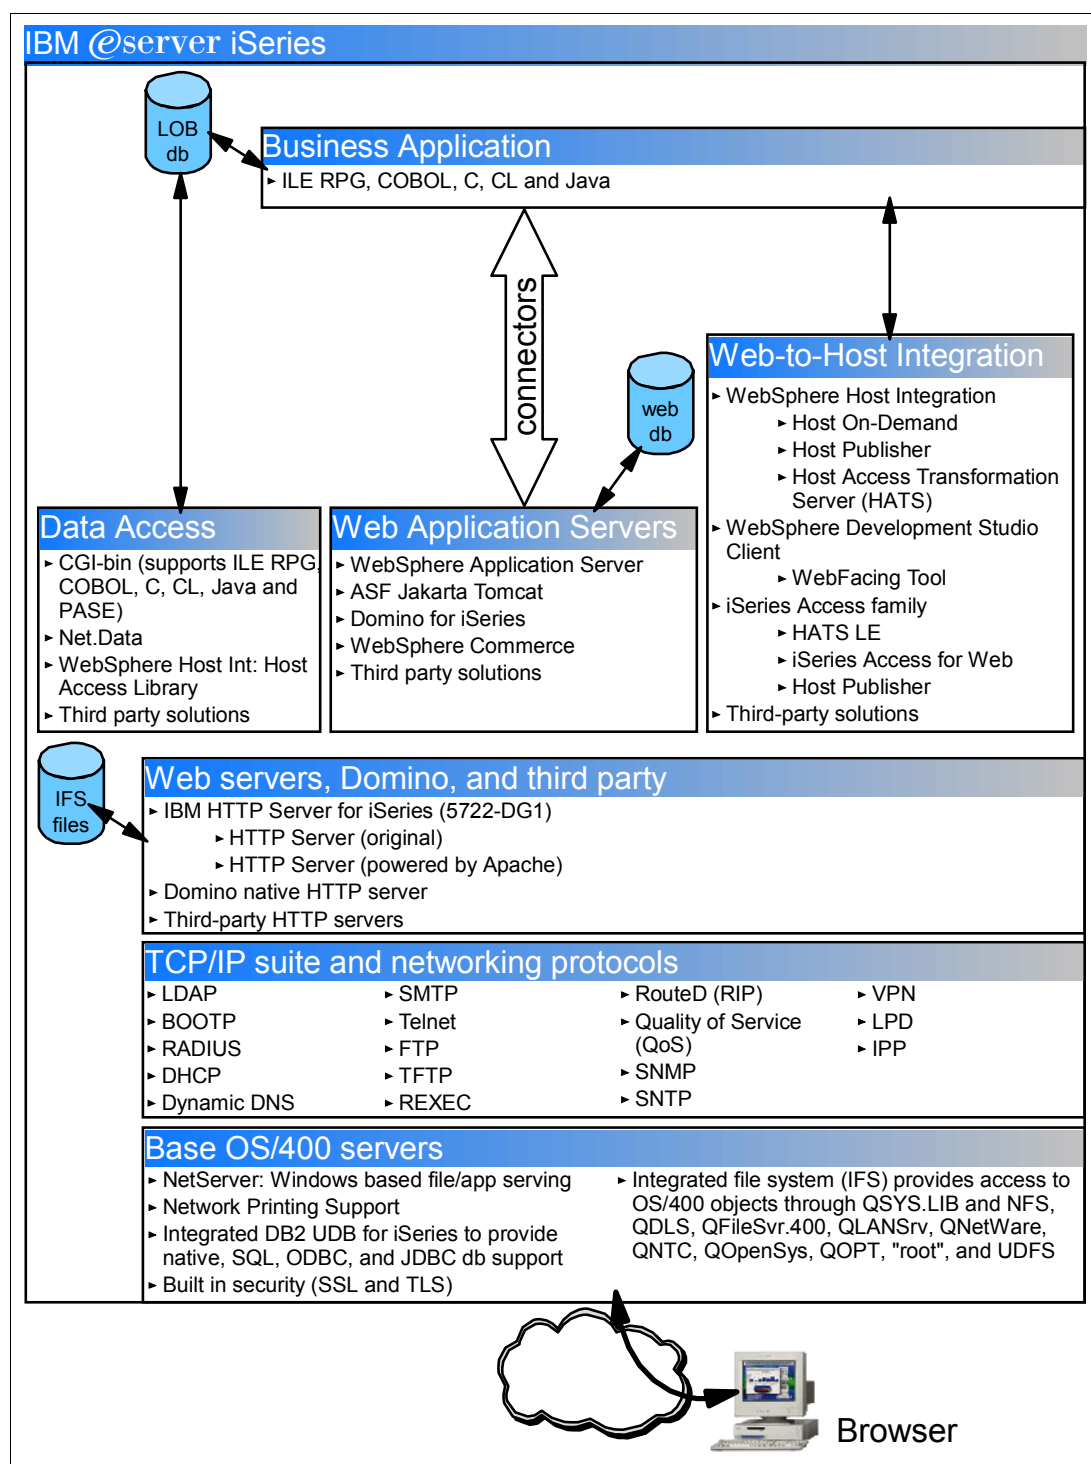 IBM @server iSeries
LOB
db
Business Application
ILE RPG, COBOL, C, CL and Java
connectors
web
db
Web-to-Host Integration
WebSphere Host Integration
Host On-Demand
Host Publisher
Host Access Transformation
Server (HATS)
WebSphere Development Studio
Client
WebFacing Tool
iSeries Access family
HATS LE
iSeries Access for Web
Host Publisher
Third-party solutions
Data Access
CGI-bin (supports ILE RPG,
COBOL, C, CL, Java and
PASE)
Net.Data
WebSphere Host Int: Host
Access Library
Third party solutions
Web Application Servers
WebSphere Application Server
ASF Jakarta Tomcat
Domino for iSeries
WebSphere Commerce
Third party solutions
IFS
files
Web servers, Domino, and third party
IBM HTTP Server for iSeries (5722-DG1)
HTTP Server (original)
HTTP Server (powered by Apache)
Domino native HTTP server
Third-party HTTP servers
TCP/IP suite and networking protocols
LDAP
BOOTP
RADIUS
DHCP
Dynamic DNS
SMTP
Telnet
FTP
TFTP
REXEC
RouteD (RIP)
Quality of Service
(QoS)
SNMP
SNTP
VPN
LPD
IPP
Base OS/400 servers
NetServer: Windows based file/app serving
Network Printing Support
Integrated DB2 UDB for iSeries to provide
native, SQL, ODBC, and JDBC db support
Built in security (SSL and TLS)
Integrated file system (IFS) provides access to
OS/400 objects through QSYS.LIB and NFS,
QDLS, QFileSvr.400, QLANSrv, QNetWare,
QNTC, QOpenSys, QOPT, "root", and UDFS
Browser